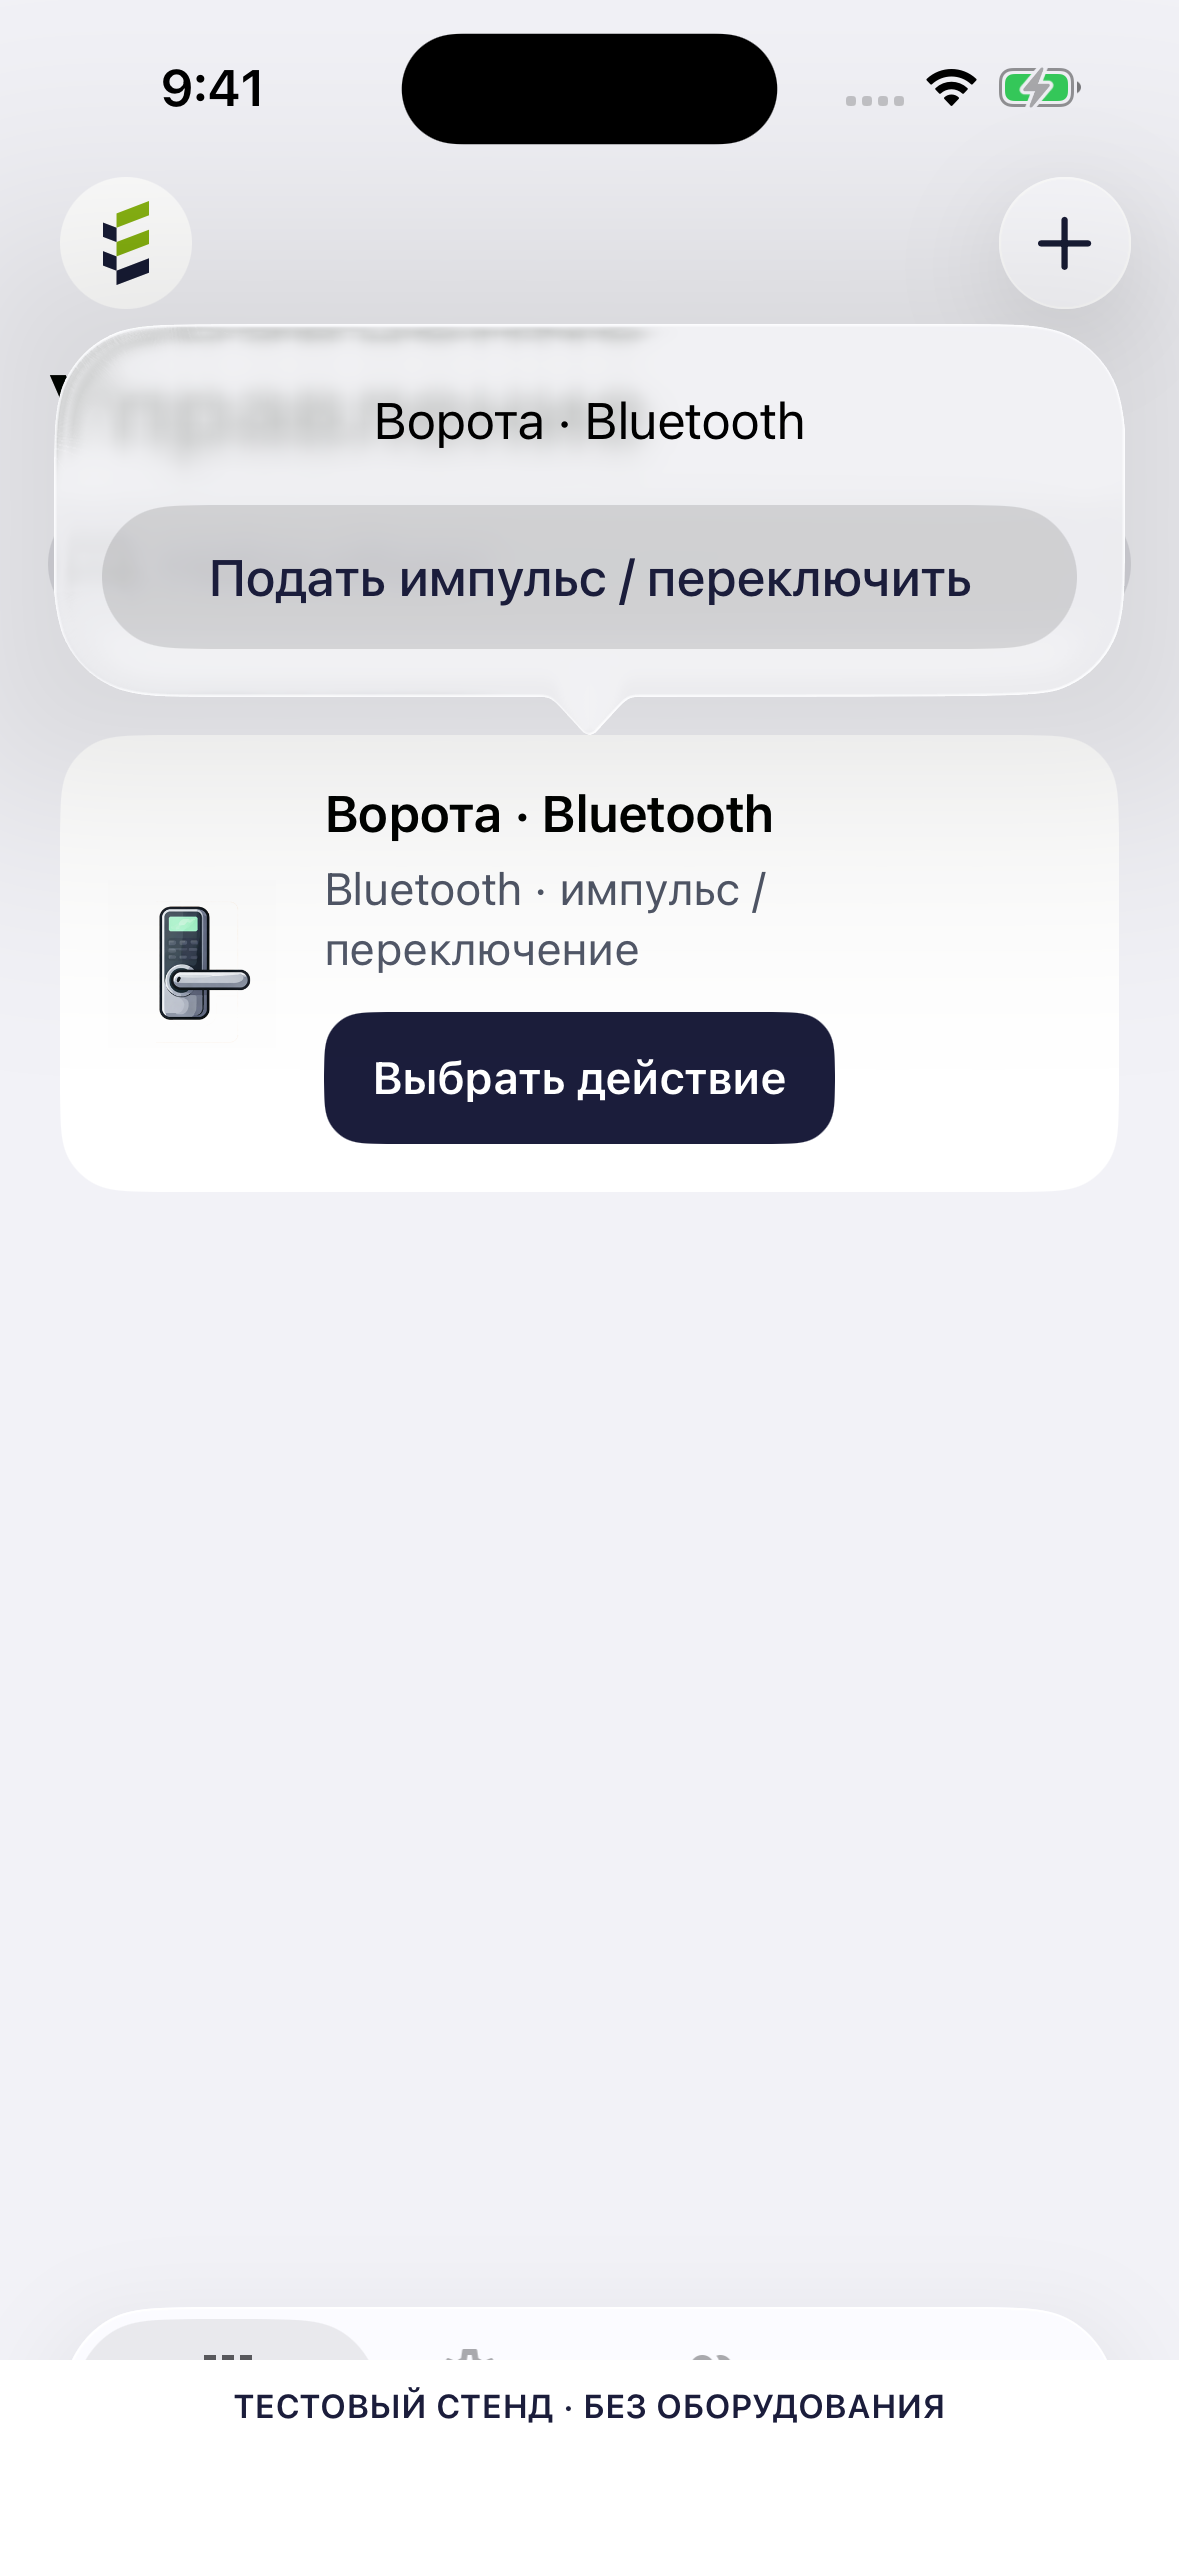 9:41
Ворота · Bluetooth
Подать импульс / переключить
Ворота · Bluetooth
Bluetooth · импульс /
переключение
Выбрать действие
ТЕСТОВЫЙ СТЕНД · БЕЗ ОБОРУДОВАНИЯ